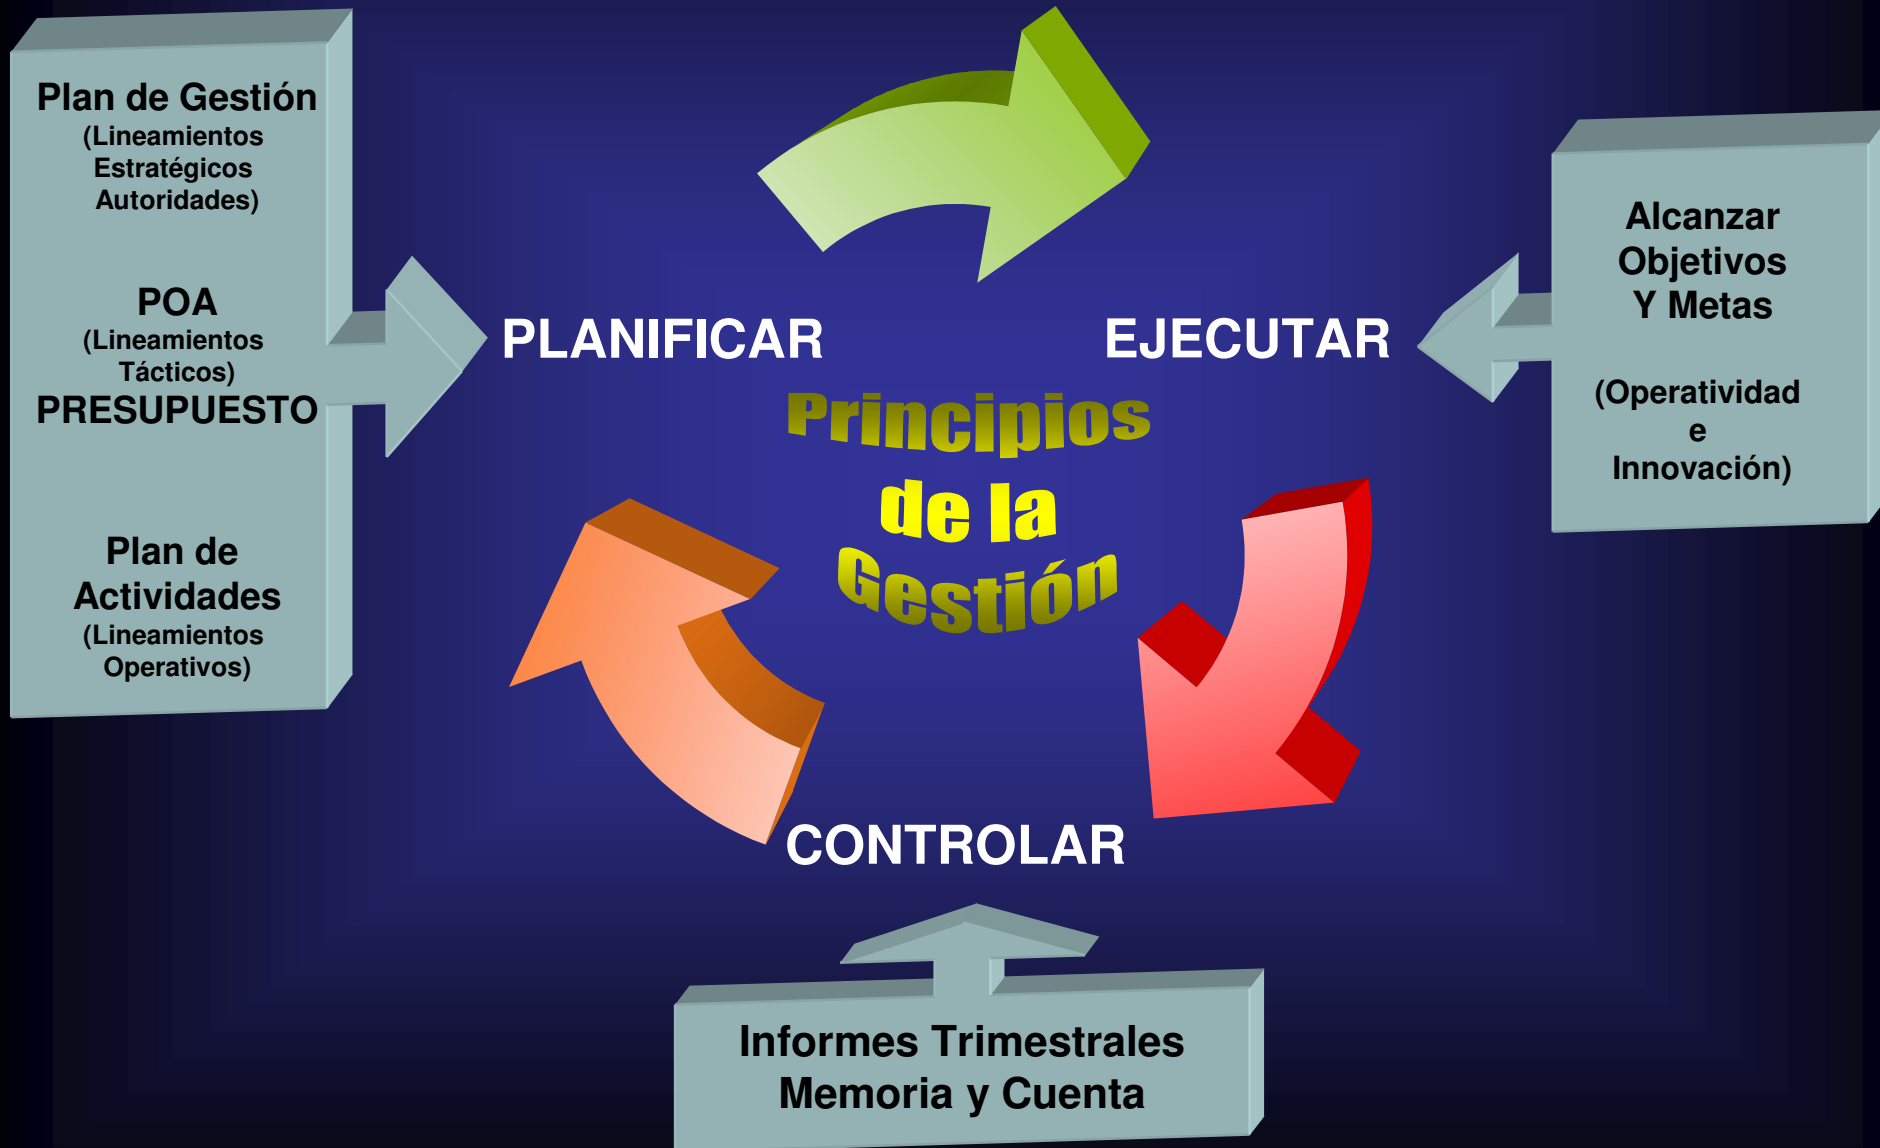 Plan de Gestión
(Lineamientos
Estratégicos
Autoridades)
POA
(Lineamientos
Tácticos)
PRESUPUESTO
Plan de
Actividades
(Lineamientos
Operativos)
PLANIFICAR
EJECUTAR
Principios
de la
Gestión
CONTROLAR
Alcanzar
Objetivos
Y Metas
(Operatividad
e
Innovación)
Informes Trimestrales
Memoria y Cuenta